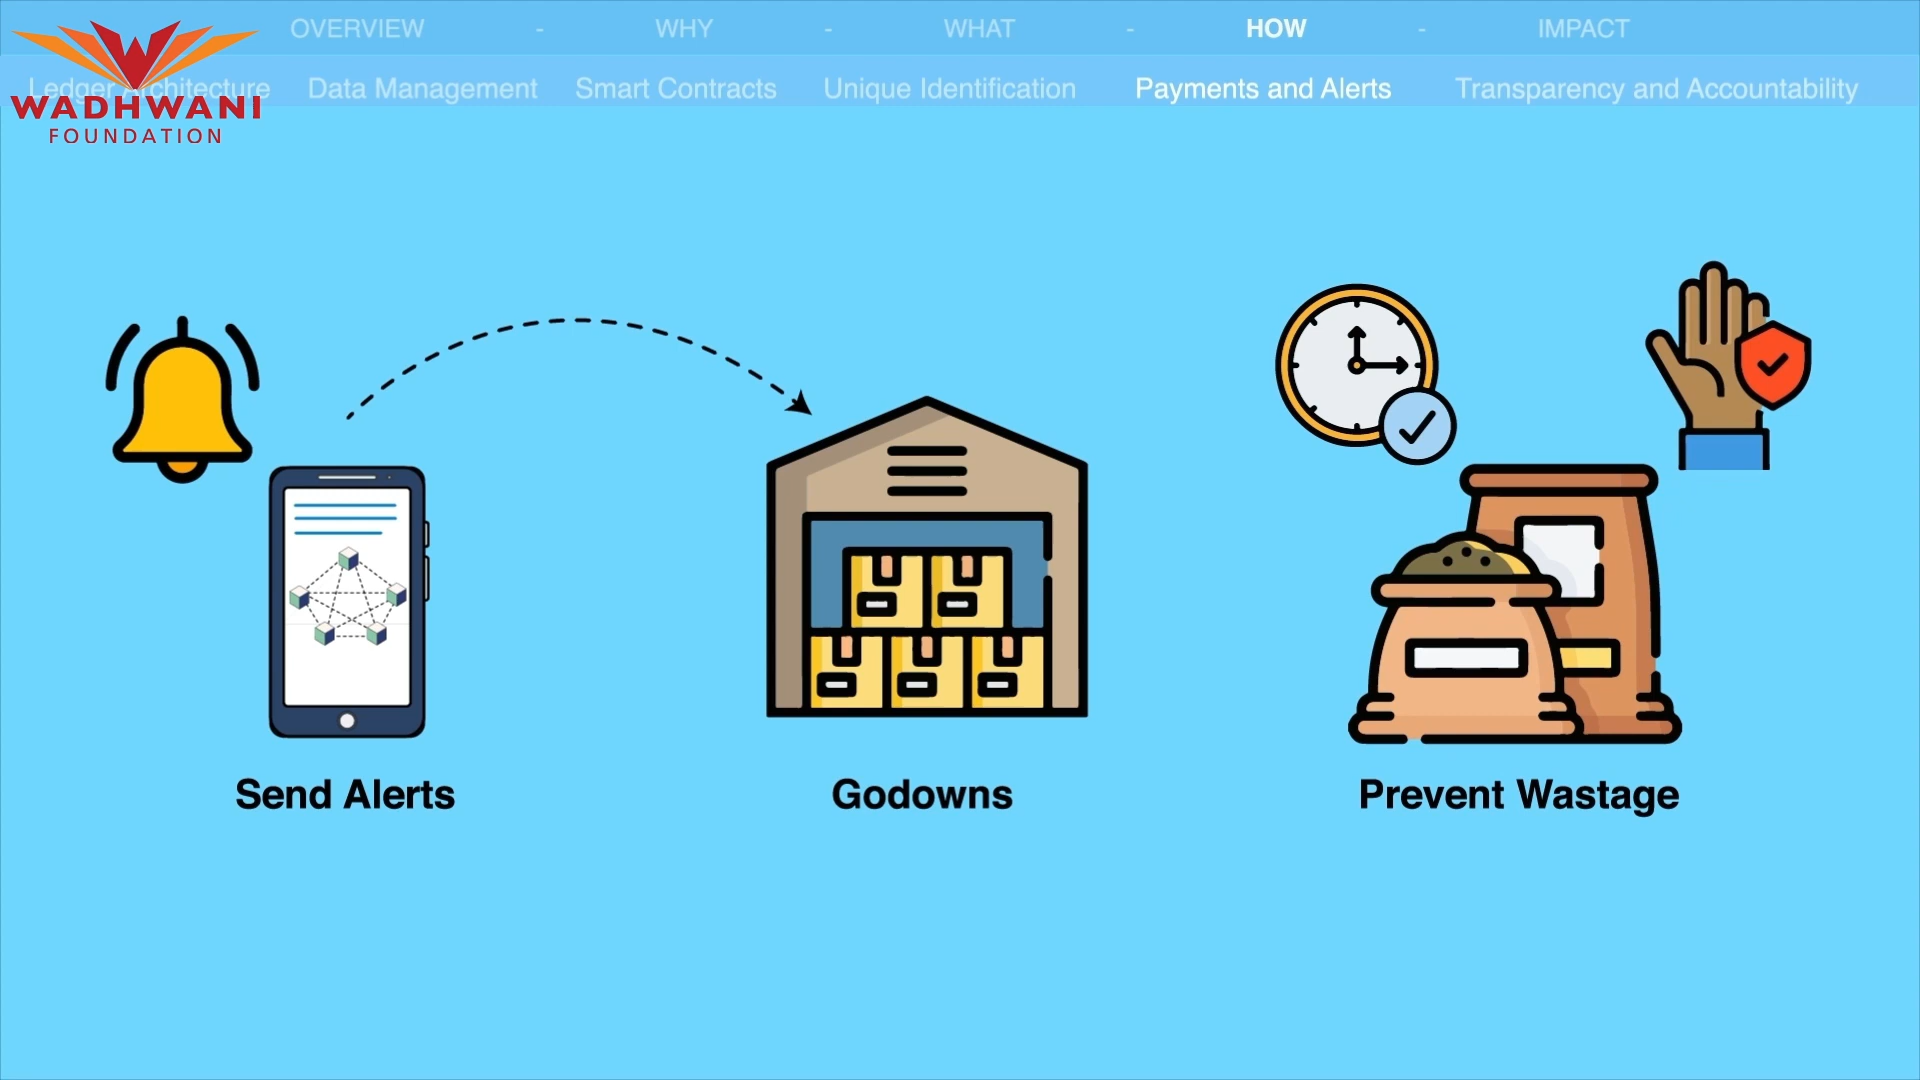 OVERVIEW - WHY - WHAT - HOW - IMPACT
Ledger Architecture Data Management Smart Contracts Unique Identification Payments and Alerts Transparency and Accountability
WADHWANI
FOUNDATION
Send Alerts Godowns Prevent Wastage